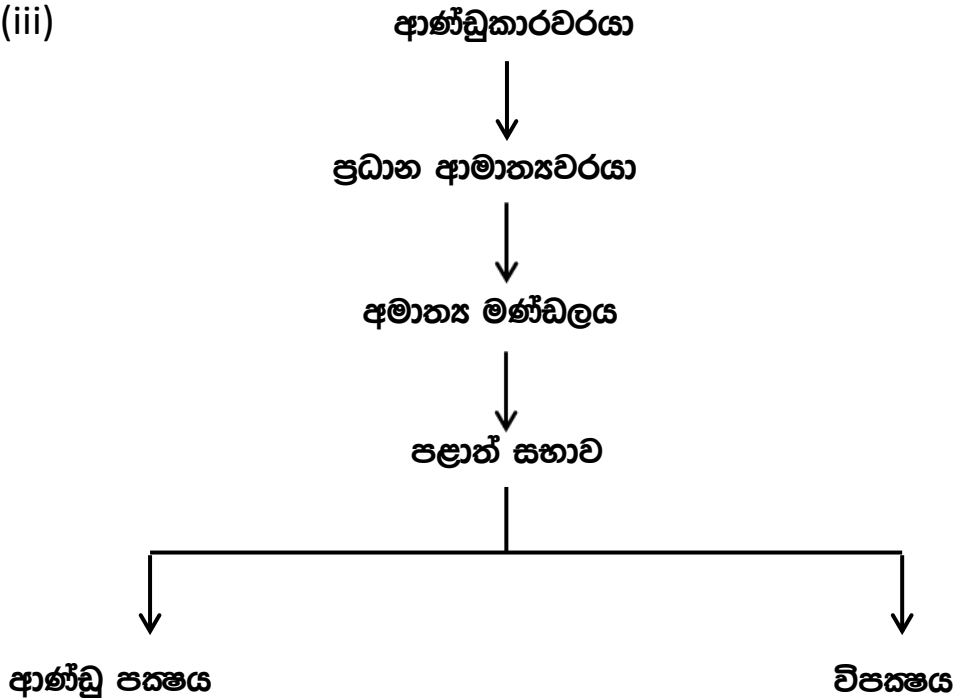 (iii) ආණ්ඩුකාරවරයා
ප්‍රධාන ආමාත්‍යවරයා
අමාත්‍ය මණ්ඩලය
පළාත් සභාව
ආණ්ඩු පක්‍ෂය විපක්‍ෂය